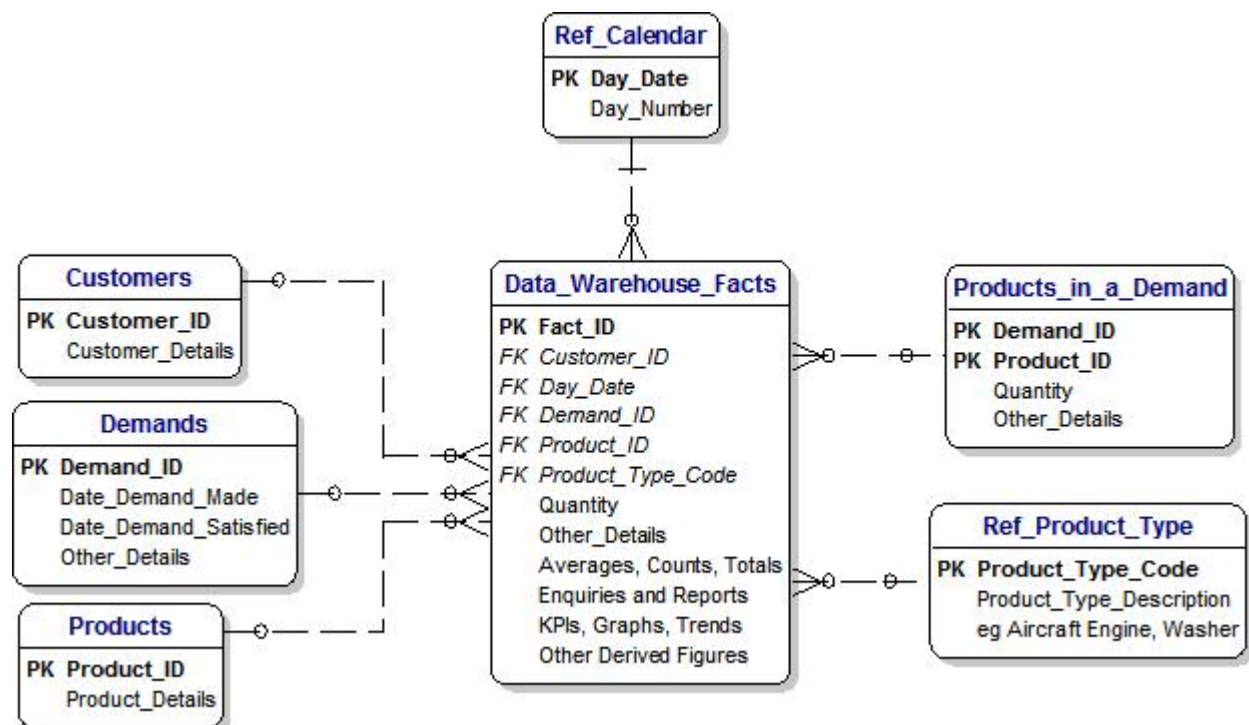 Ref_Calendar
PK Day_Date
Day_Number
Customers
PK Customer_ID
Customer_Details
Demands
PK Demand_ID
Date_Demand_Made
Date_Demand_Satisfied
Other_Details
Products
PK Product_ID
Product_Details
Data_Warehouse_Facts
PK Fact_ID
FK Customer_ID
FK Day_Date
FK Demand_ID
FK Product_ID
FK Product_Type_Code
Quantity
Other_Details
Averages, Counts, Totals
Enquiries and Reports
KPIs, Graphs, Trends
Other Derived Figures
Products_in_a_Demand
PK Demand_ID
PK Product_ID
Quantity
Other_Details
Ref_Product_Type
PK Product_Type_Code
Product_Type_Description
eg Aircraft Engine, Washer